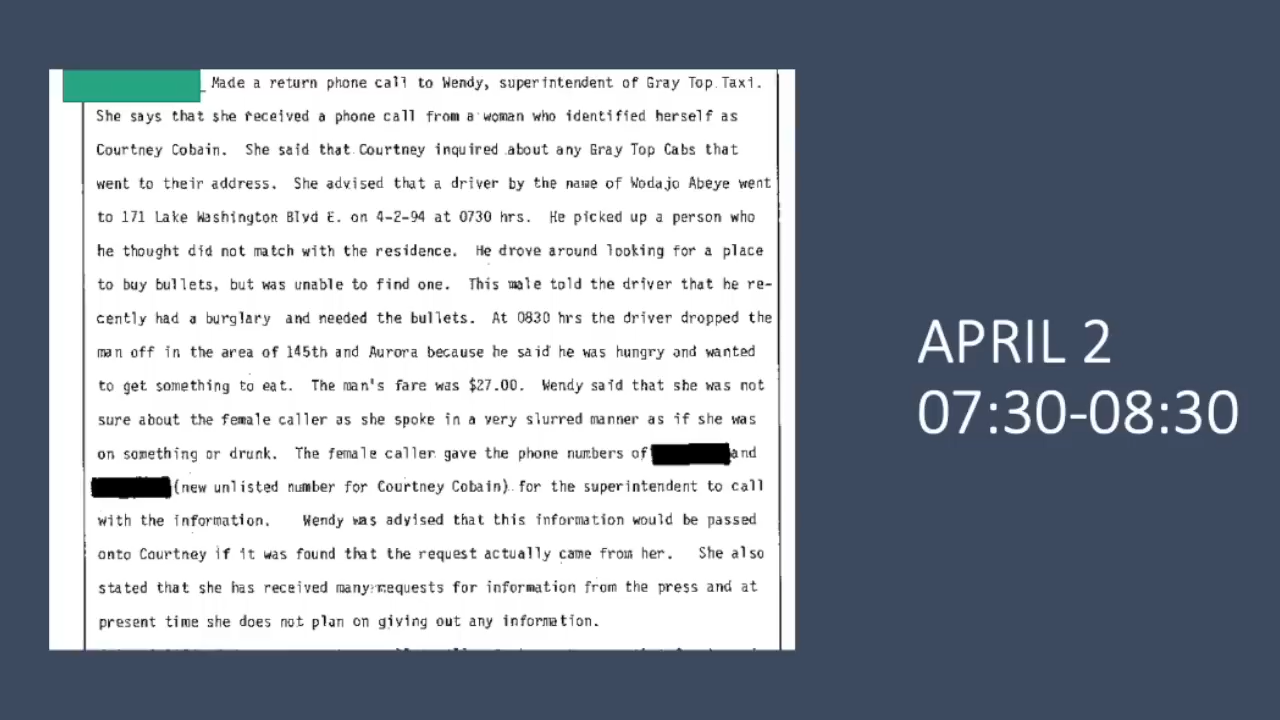 Made a return phone call to Wendy, superintendent of Gray Top Taxi.
She says that she received a phone call from a woman who identified herself as
Courtney Cobain. She said that Courtney inquired about any Gray Top Cabs that
went to their address. She advised that a driver by the name of Wodajo Abeye went
to 171 Lake Washington Blvd E. on 4-2-94 at 0730 hrs. He picked up a person who
he thought did not match with the residence. He drove around looking for a place
to buy bullets, but was unable to find one. This male told the driver that he re-
cently had a burglary and needed the bullets. At 0830 hrs the driver dropped the
man off in the area of 145th and Aurora because he said he was hungry and wanted
to get something to eat. The man's fare was $27.00. Wendy said that she was not
sure about the female caller as she spoke in a very slurred manner as if she was
on something or drunk. The female caller gave the phone numbers of and
(new unlisted number for Courtney Cobain) for the superintendent to call
with the information. Wendy was advised that this information would be passed
onto Courtney if it was found that the request actually came from her. She also
stated that she has received many requests for information from the press and at
present time she does not plan on giving out any information.
APRIL 2
07:30-08:30